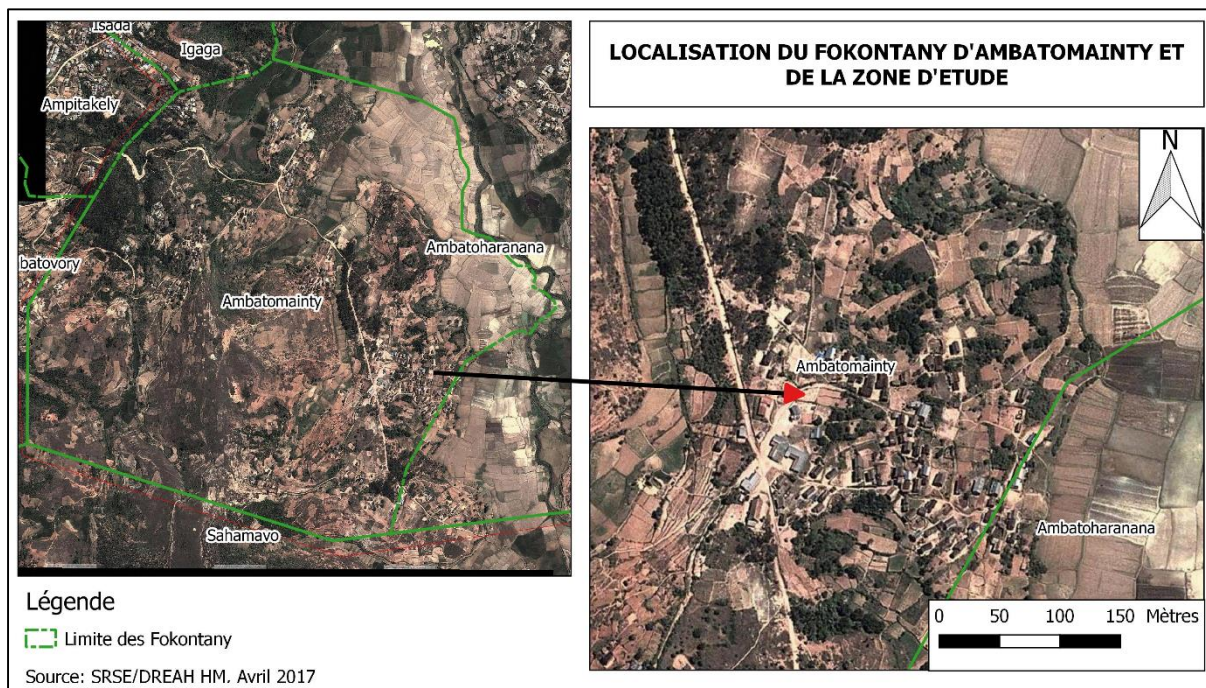 Isada
Igaga
Ampitakely
batovory
Ambatoharanana
Ambatomainty
Sahamavo
Légende
Limite des Fokontany
Source: SRSE/DREAH HM, Avril 2017
LOCALISATION DU FOKONTANY D'AMBATOMAINTY ET
DE LA ZONE D'ETUDE
N
Ambatomainty
Ambatoharanana
0 50 100 150 Mètres